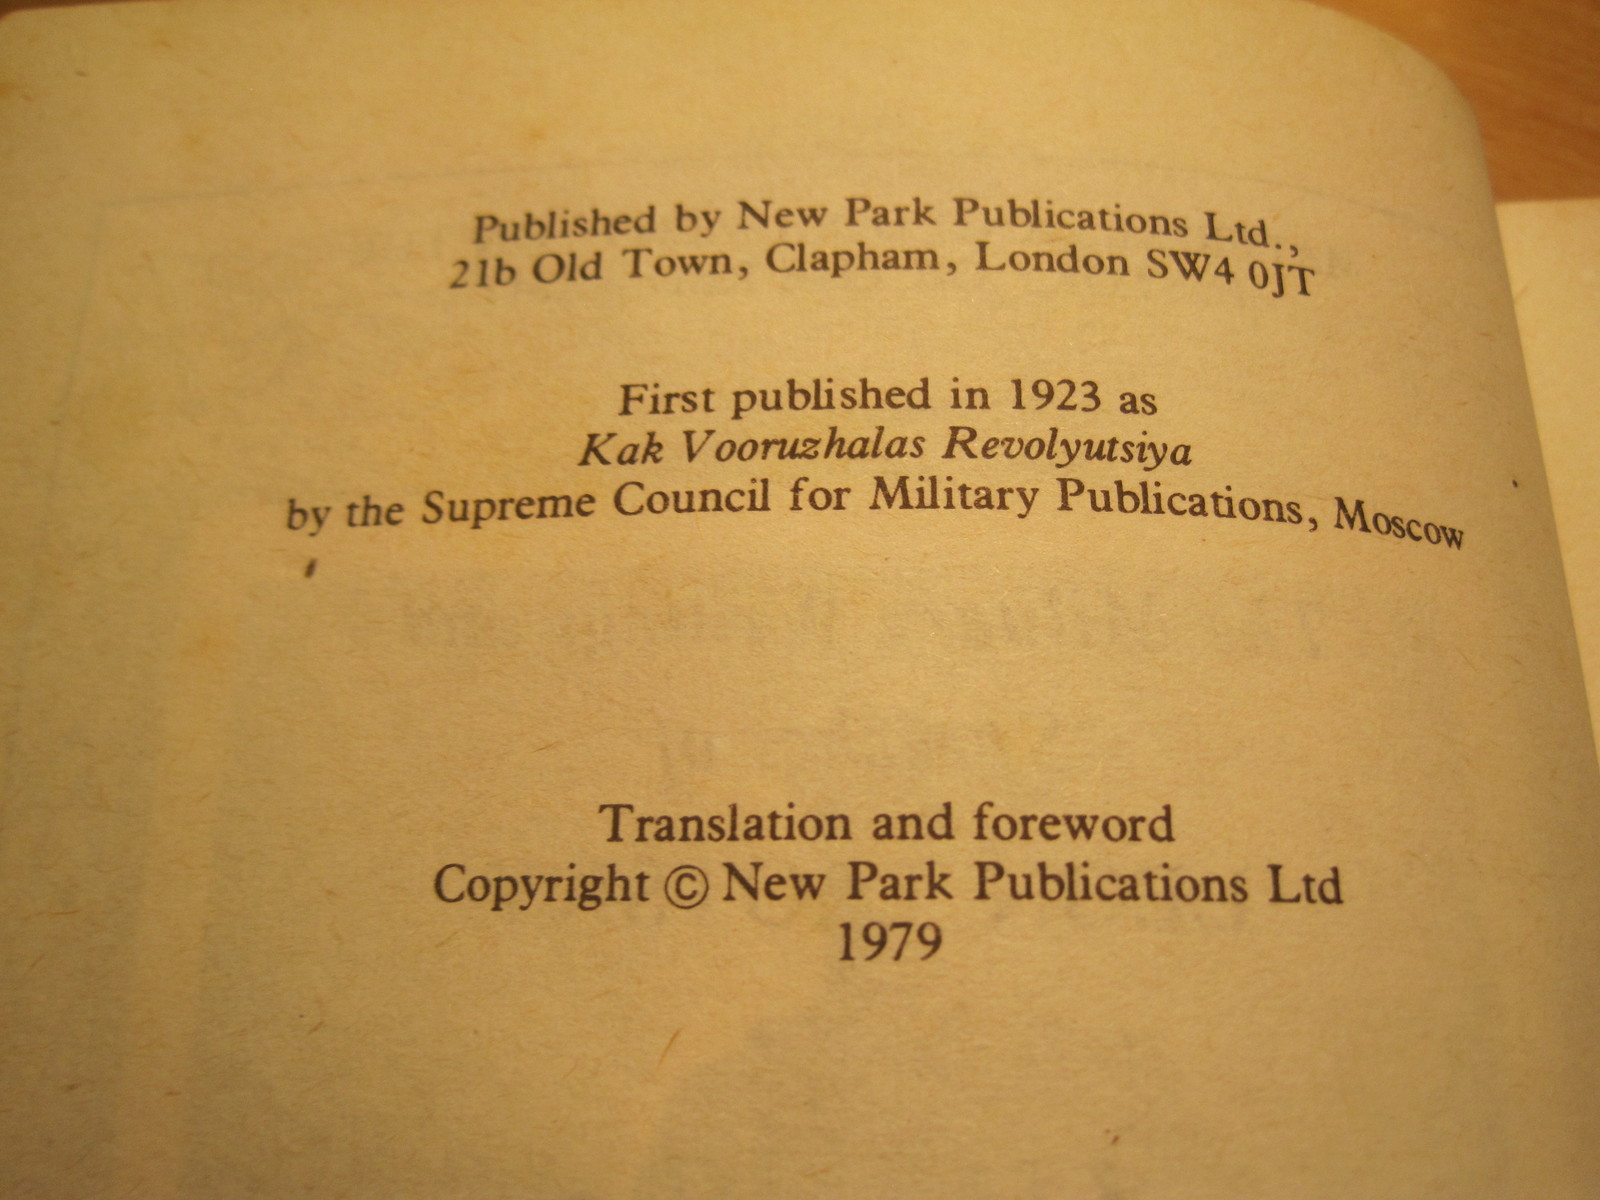 Published by New Park Publications Ltd.,
21b Old Town, Clapham, London SW4 0JT
First published in 1923 as
Kak Vooruzhalas Revolyutsiya
by the Supreme Council for Military Publications, Moscow
Translation and foreword
Copyright © New Park Publications Ltd
1979